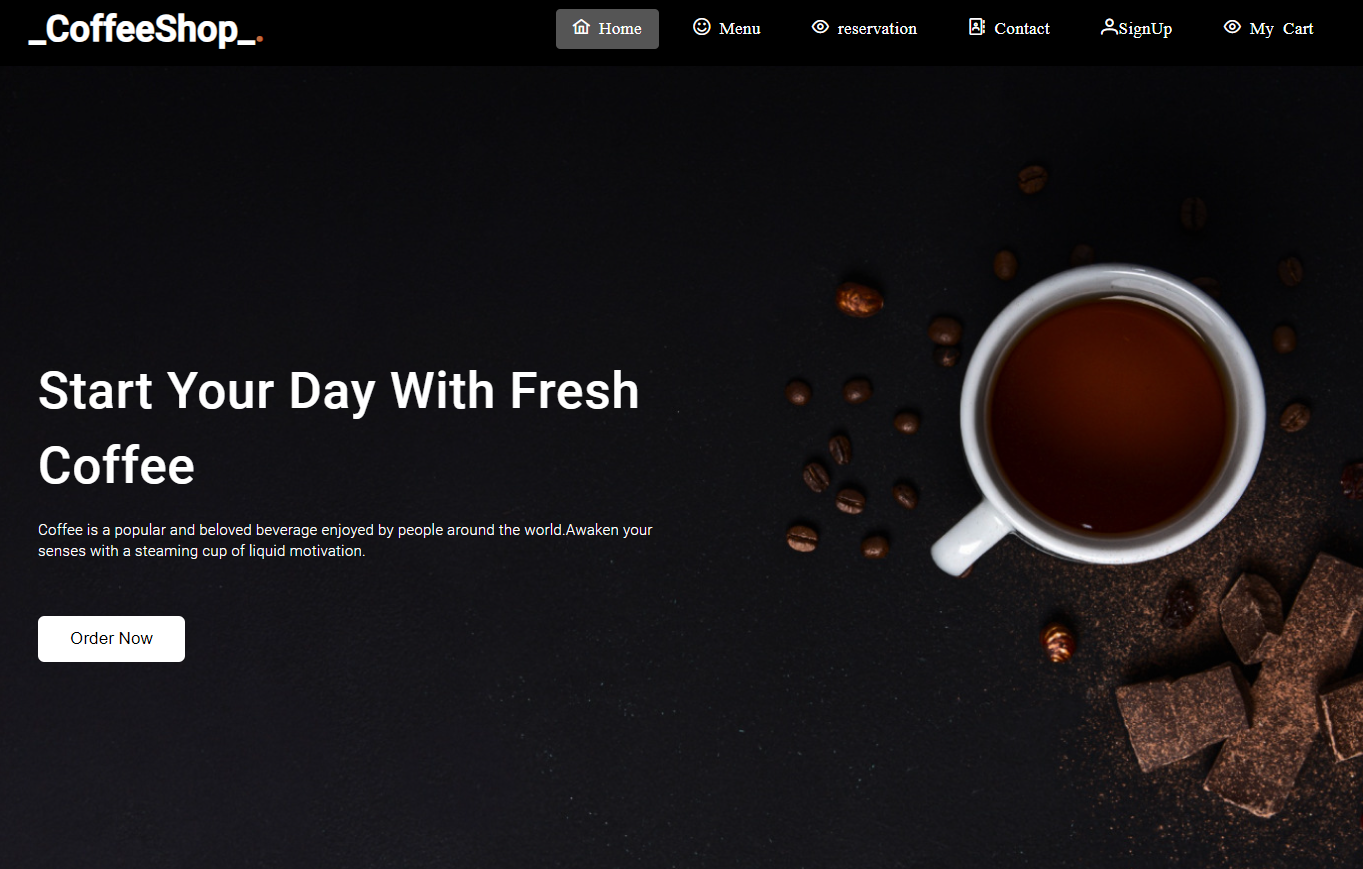 _CoffeeShop_.
Home Menu reservation Contact SignUp My Cart
Start Your Day With Fresh
Coffee
Coffee is a popular and beloved beverage enjoyed by people around the world.Awaken your
senses with a steaming cup of liquid motivation.
Order Now